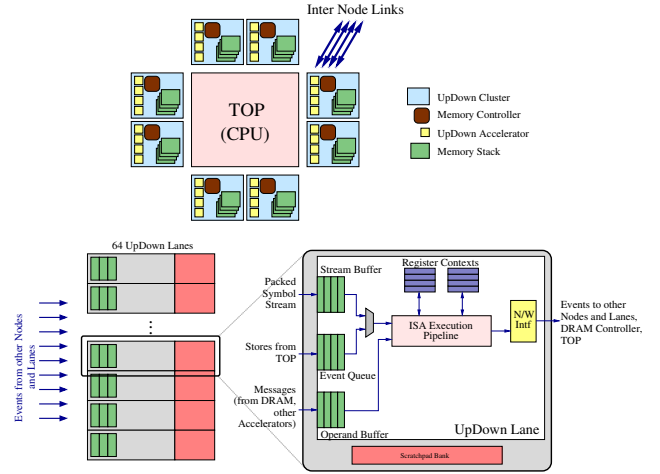 Inter Node Links
TOP
(CPU)
UpDown Cluster
Memory Controller
UpDown Accelerator
Memory Stack
64 UpDown Lanes
Events from other Nodes
and Lanes
Packed
Symbol
Stream
Stores from
TOP
Messages
(from DRAM,
other
Accelerators)
Stream Buffer
Event Queue
Operand Buffer
Register Contexts
ISA Execution
Pipeline
N/W
Intf
Events to other
Nodes and Lanes,
DRAM Controller,
TOP
UpDown Lane
Scratchpad Bank